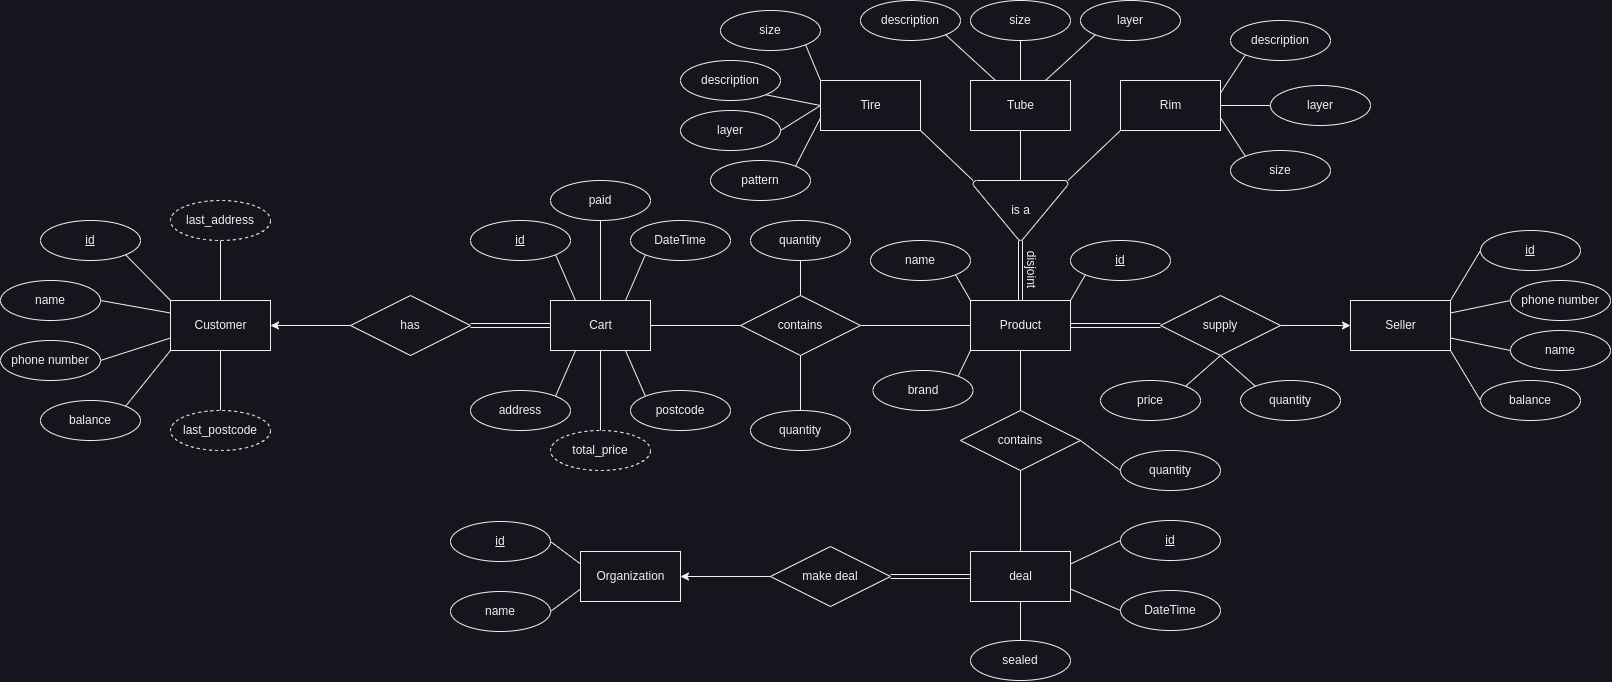 description
size
layer
size
description
description
Tire
Tube
Rim
layer
layer
pattern
size
is a
last_address
paid
id
id
DateTime
quantity
name
disjoint
id
id
name
phone number
Customer
has
Cart
contains
Product
supply
Seller
phone number
name
balance
last_postcode
address
total_price
postcode
quantity
brand
price
quantity
balance
contains
quantity
id
id
Organization
make deal
deal
name
DateTime
sealed